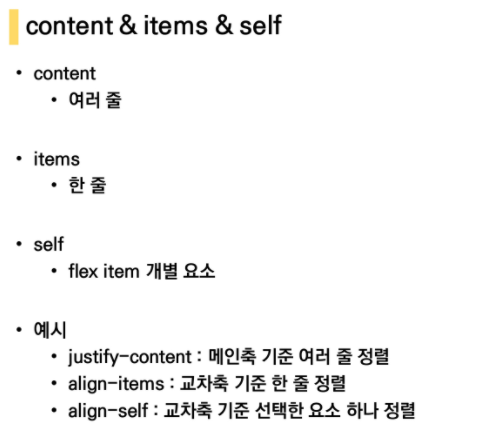 content & items & self
• content
• 여러 줄
• items
• 한 줄
• self
• flex item 개별 요소
• 예시
• justify-content : 메인축 기준 여러 줄 정렬
• align-items : 교차축 기준 한 줄 정렬
• align-self : 교차축 기준 선택한 요소 하나 정렬